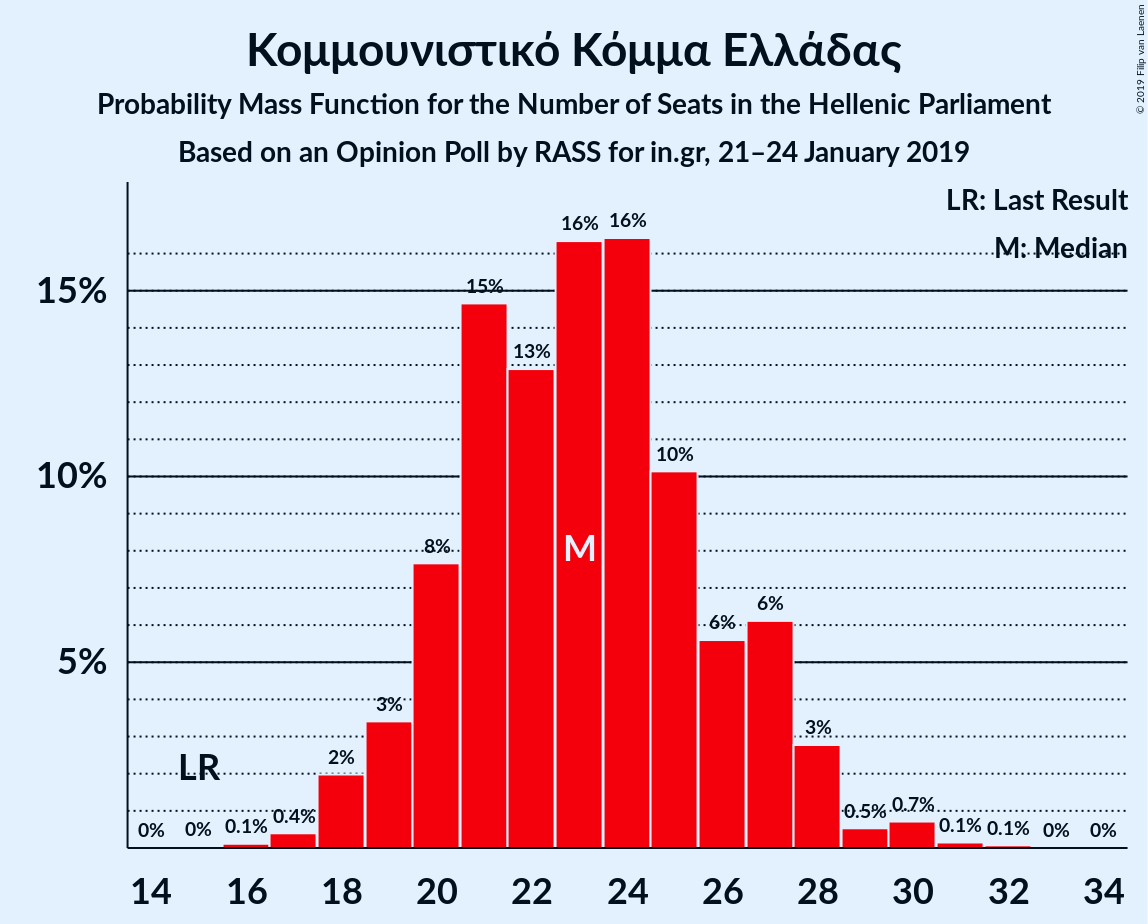 Κομμουνιστικό Κόμμα Ελλάδας
Probability Mass Function for the Number of Seats in the Hellenic Parliament
Based on an Opinion Poll by RASS for in.gr, 21–24 January 2019
© 2019 Filip van Laenen
LR: Last Result
M: Median
15%
10%
5%
0%
0%
0.1%
0.4%
2%
3%
8%
15%
13%
16%
16%
10%
6%
6%
3%
0.5%
0.7%
0.1%
0.1%
0%
0%
LR
M
14 16 18 20 22 24 26 28 30 32 34